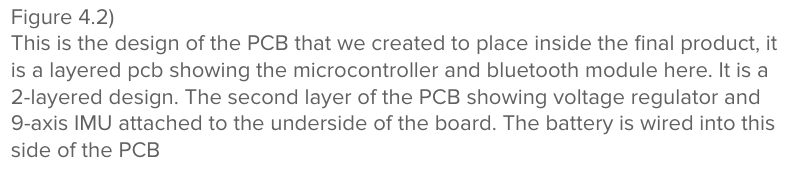 Figure 4.2)
This is the design of the PCB that we created to place inside the final product, it
is a layered pcb showing the microcontroller and bluetooth module here. It is a
2-layered design. The second layer of the PCB showing voltage regulator and
9-axis IMU attached to the underside of the board. The battery is wired into this
side of the PCB